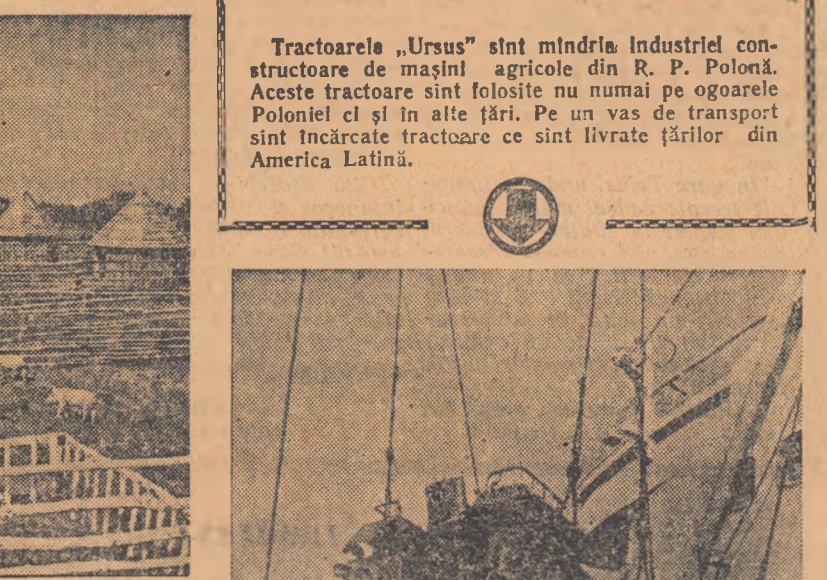 Tractoarele „Ursus” sînt mîndria industriei con-
structoare de mașini agricole din R. P. Polonă.
Aceste tractoare sînt folosite nu numai pe ogoarele
Poloniei ci și în alte țări. Pe un vas de transport
sînt încărcate tractoare ce sînt livrate țărilor din
America Latină.